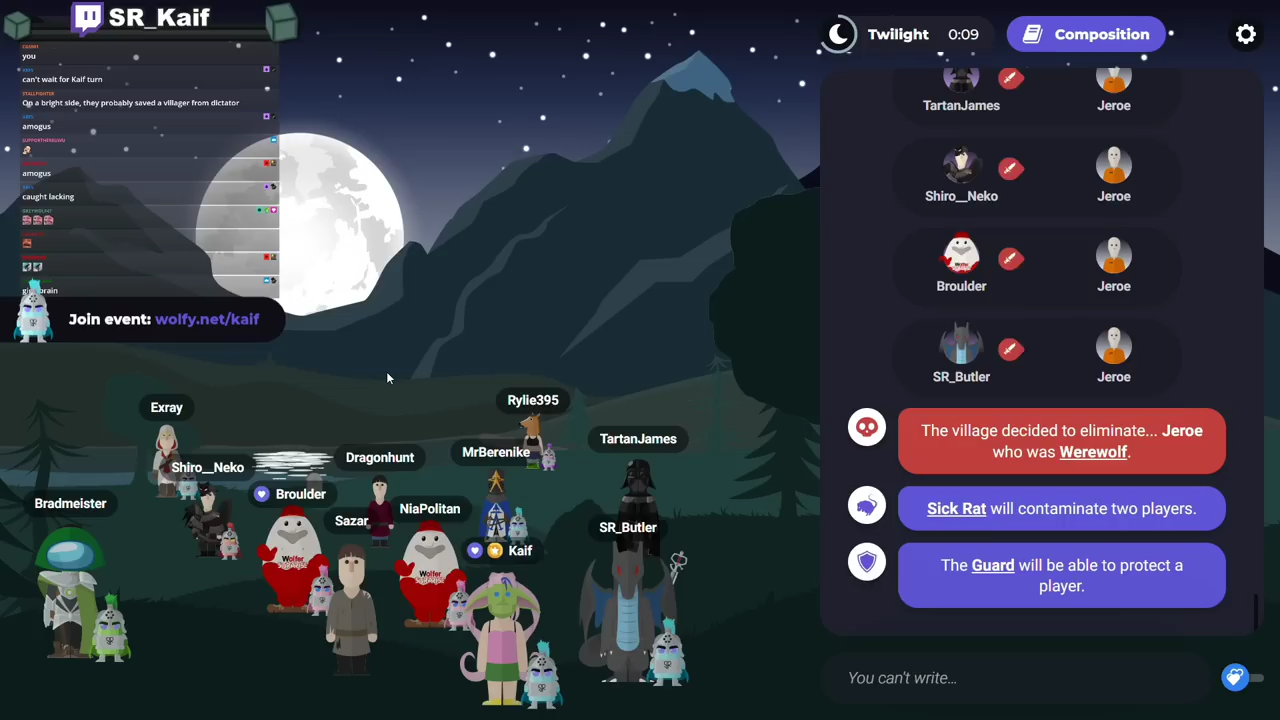 SR_Kaif
you
can't wait for Kaif turn
STALLFIGHTER
On a bright side, they probably saved a villager from dictator
amogus
amogus
caught lacking
Join event: wolfy.net/kaif
Twilight 0:09 Composition
TartanJames Jeroe
Shiro__Neko Jeroe
Broulder Jeroe
SR_Butler Jeroe
The village decided to eliminate... Jeroe
who was Werewolf.
Sick Rat will contaminate two players.
The Guard will be able to protect a
player.
You can't write...
Rylie395
Exray
TartanJames
MrBerenike
Dragonhunt
Shiro__Neko
Broulder
Bradmeister
NiaPolitan
Sazar
SR_Butler
Kaif
Wolfer
Wolfer